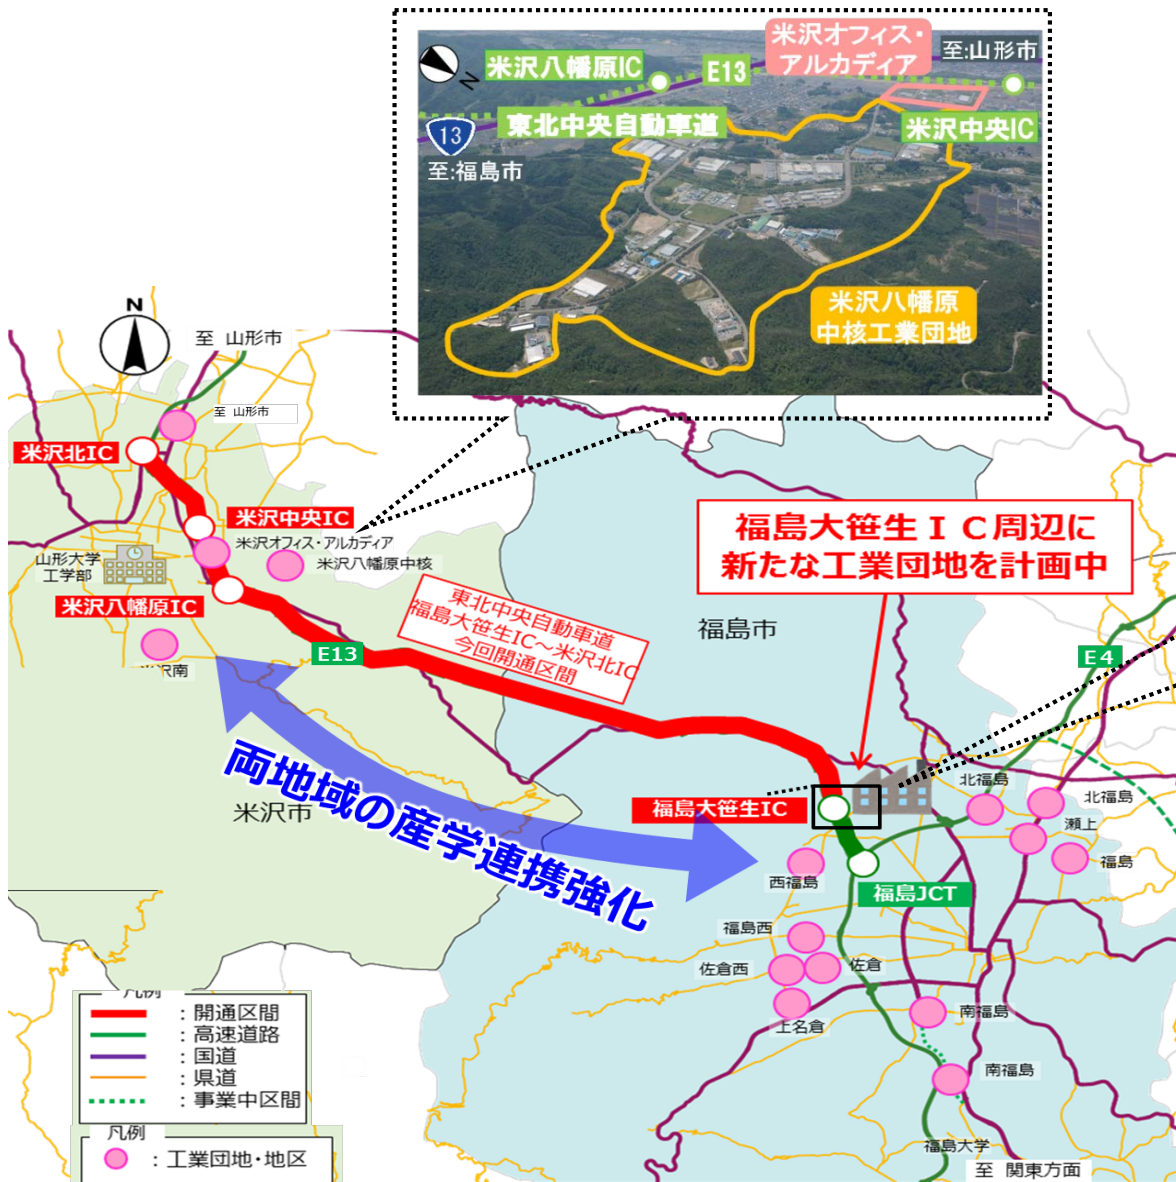 米沢オフィス・
アルカディア
至:山形市
米沢八幡原IC
E13
N
13
東北中央自動車道
米沢中央IC
至:福島市
米沢八幡原
中核工業団地
N
至 山形市
至 山形市
米沢北IC
米沢中央IC
米沢オフィス・アルカディア
米沢八幡原中核
山形大学
工学部
米沢八幡原IC
米沢南
E13
東北中央自動車道
福島大笹生IC～米沢北IC
今回開通区間
福島大笹生ＩＣ周辺に
新たな工業団地を計画中
福島市
E4
両地域の産学連携強化
米沢市
福島大笹生IC
北福島
北福島
瀬上
福島
西福島
福島JCT
福島西
佐倉西
佐倉
上名倉
南福島
南福島
福島大学
至 関東方面
凡例
：開通区間
：高速道路
：国道
：県道
：事業中区間
凡例
：工業団地・地区